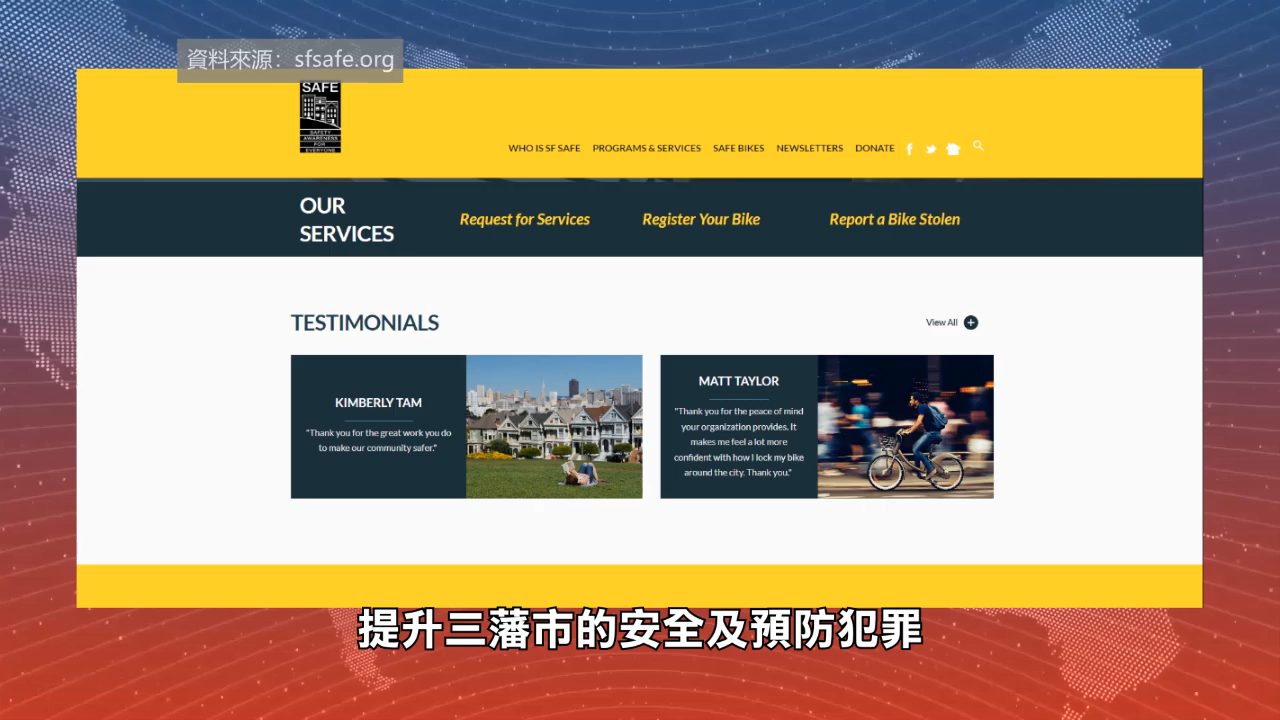 資料來源：sfsafe.org
SAFE
SAFETY
AWARENESS
FOR
EVERYONE
WHO IS SF SAFE PROGRAMS & SERVICES SAFE BIKES NEWSLETTERS DONATE
OUR
SERVICES
Request for Services Register Your Bike Report a Bike Stolen
TESTIMONIALS
View All
KIMBERLY TAM
"Thank you for the great work you do
to make our community safer."
MATT TAYLOR
"Thank you for the peace of mind
your organization provides. It
makes me feel a lot more
confident with how I lock my bike
around the city. Thank you."
提升三藩市的安全及預防犯罪